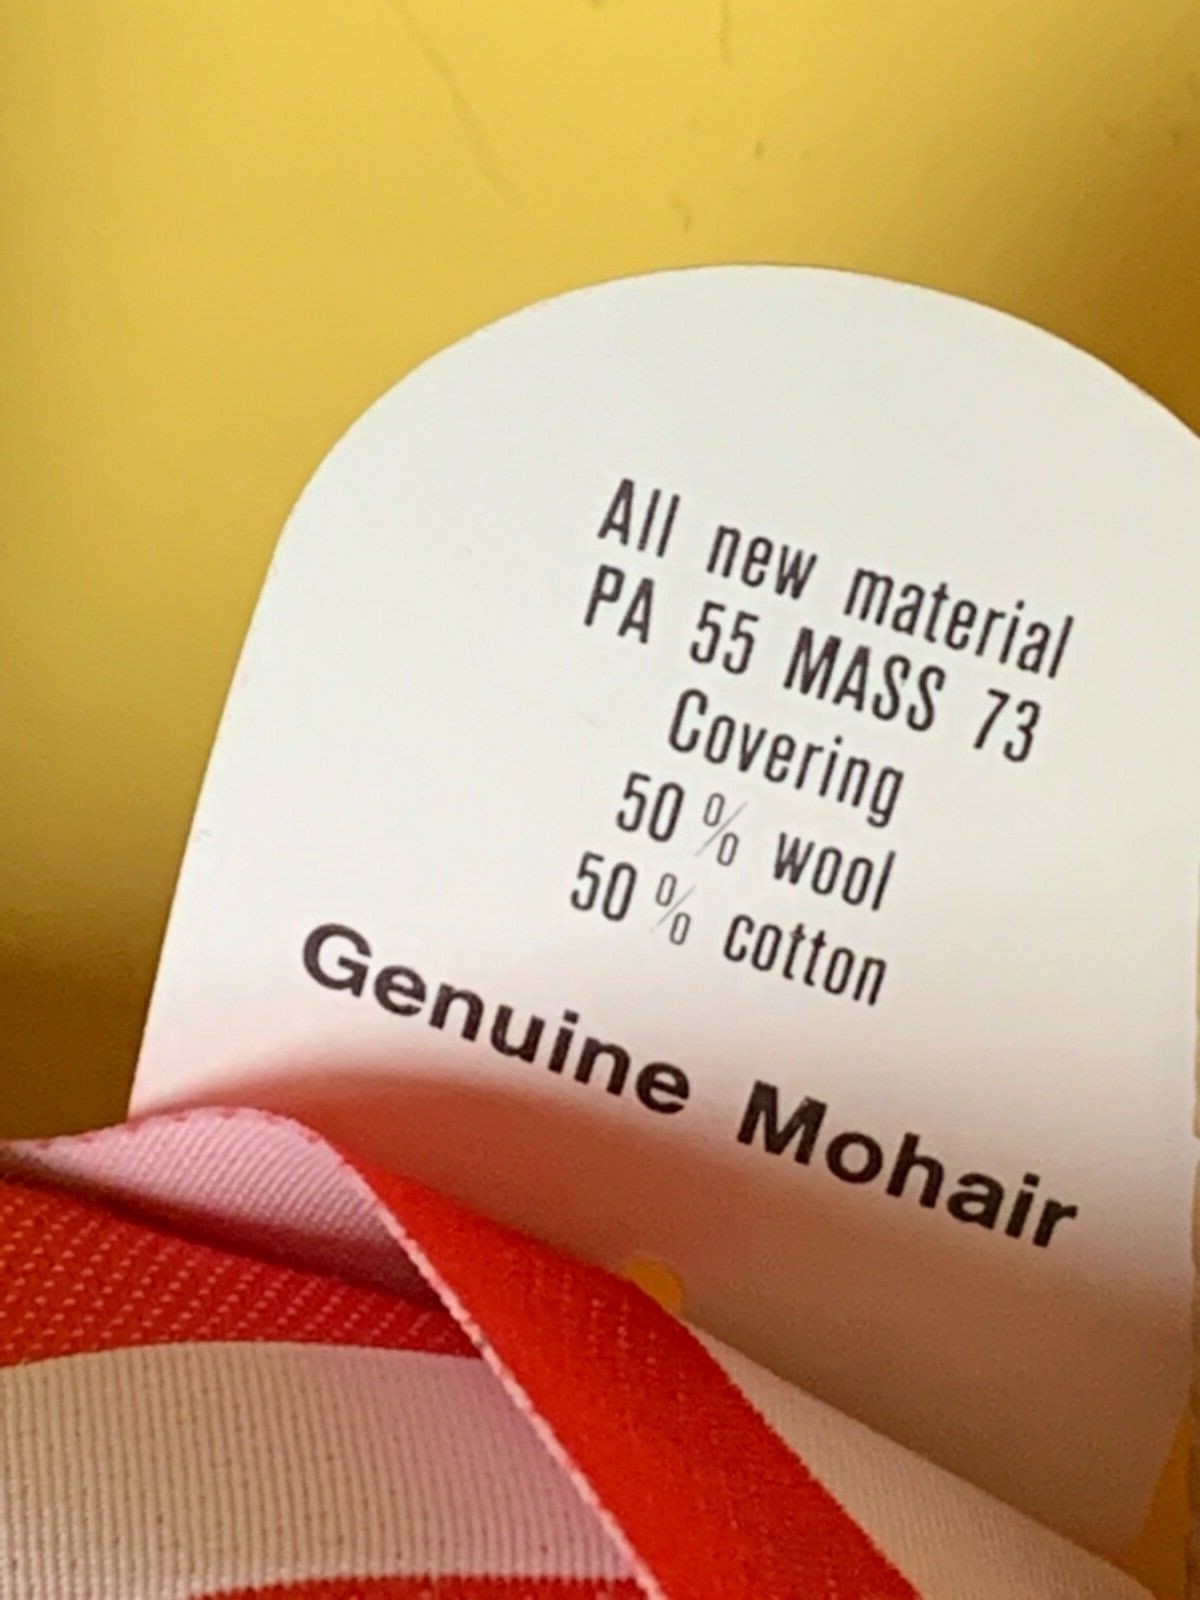 All new material
PA 55 MASS 73
Covering
50% wool
50% cotton
Genuine Mohair